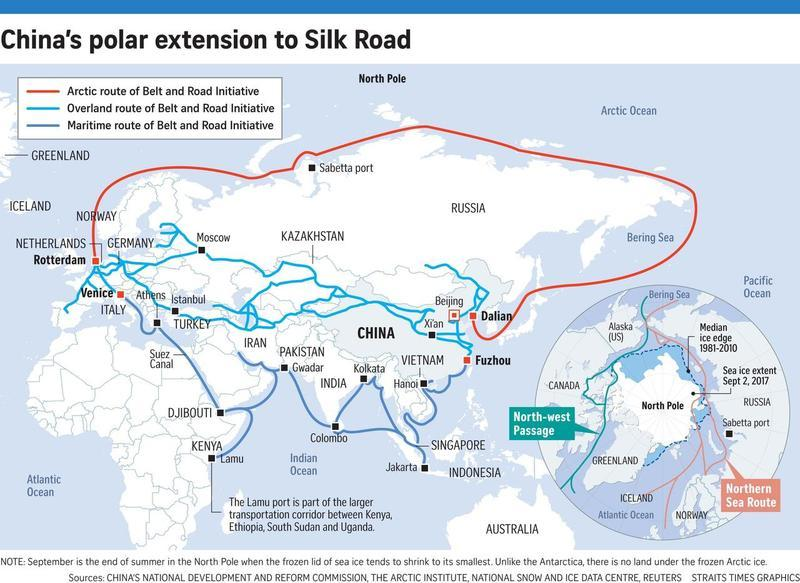 China's polar extension to Silk Road
North Pole
Arctic route of Belt and Road Initiative
Overland route of Belt and Road Initiative
Maritime route of Belt and Road Initiative
Arctic Ocean
GREENLAND
Sabetta port
ICELAND
NORWAY
RUSSIA
NETHERLANDS
GERMANY
Moscow
KAZAKHSTAN
Bering Sea
Rotterdam
Pacific
Ocean
Venice
Athens
Istanbul
Beijing
Dalian
ITALY
TURKEY
Xi'an
CHINA
IRAN
Suez
Canal
PAKISTAN
Gwadar
Kolkata
VIETNAM
Fuzhou
INDIA
Hanoi
DJIBOUTI
Colombo
KENYA
Lamu
Indian
Ocean
SINGAPORE
Jakarta
INDONESIA
Atlantic
Ocean
The Lamu port is part of the larger
transportation corridor between Kenya,
Ethiopia, South Sudan and Uganda.
AUSTRALIA
Bering Sea
Alaska
(US)
Median
ice edge
1981-2010
Sea ice extent
Sept 2, 2017
CANADA
North Pole
RUSSIA
North-west
Passage
Sabetta port
GREENLAND
ICELAND
Northern
Sea Route
Atlantic Ocean
NORWAY
NOTE: September is the end of summer in the North Pole when the frozen lid of sea ice tends to shrink to its smallest. Unlike the Antarctica, there is no land under the frozen Arctic ice.
Sources: CHINA'S NATIONAL DEVELOPMENT AND REFORM COMMISSION, THE ARCTIC INSTITUTE, NATIONAL SNOW AND ICE DATA CENTRE, REUTERS STRAITS TIMES GRAPHICS